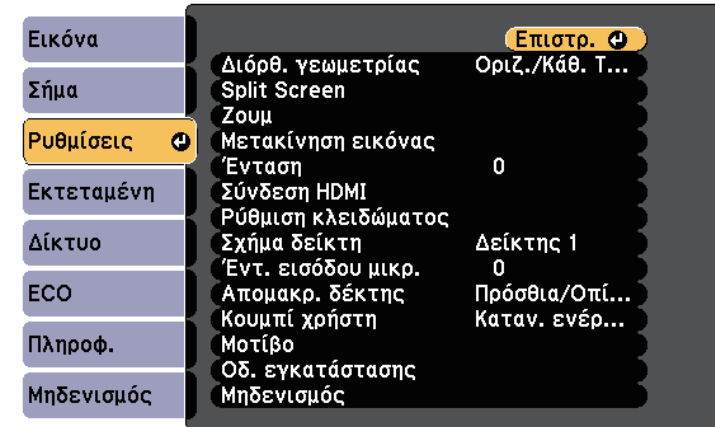 Εικόνα
Σήμα
Ρυθμίσεις
Εκτεταμένη
Δίκτυο
ECO
Πληροφ.
Μηδενισμός
Επιστρ.
Διόρθ. γεωμετρίας Οριζ./Κάθ. Τ...
Split Screen
Ζουμ
Μετακίνηση εικόνας
Ένταση 0
Σύνδεση HDMI
Ρύθμιση κλειδώματος
Σχήμα δείκτη Δείκτης 1
Έντ. εισόδου μικρ. 0
Απομακρ. δέκτης Πρόσθια/Οπί...
Κουμπί χρήστη Καταν. ενέρ...
Μοτίβο
Οδ. εγκατάστασης
Μηδενισμός